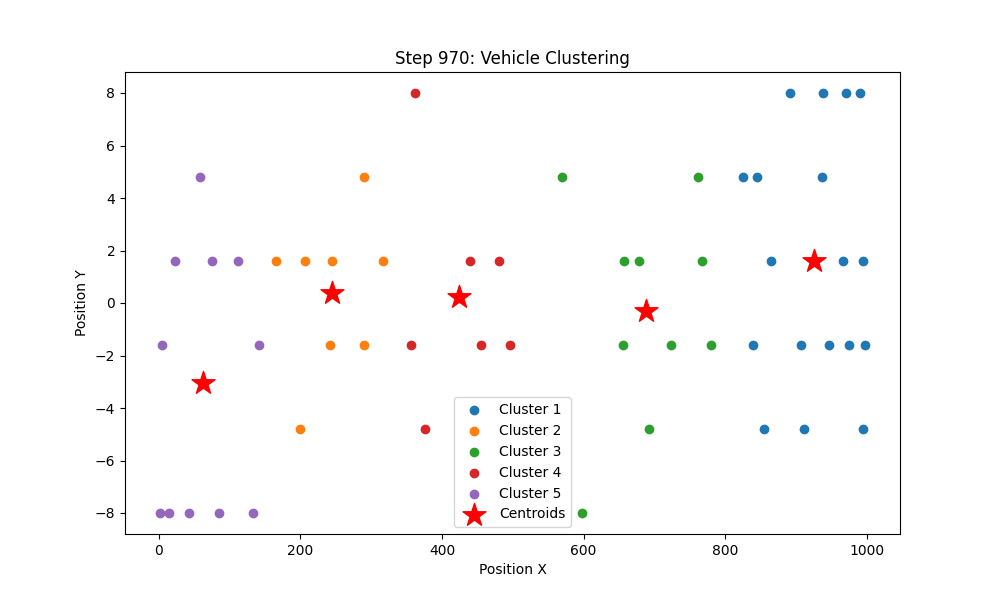 Step 970: Vehicle Clustering
Position Y
8
6
4
2
0
−2
−4
−6
−8
Cluster 1
Cluster 2
Cluster 3
Cluster 4
Cluster 5
Centroids
0 200 400 600 800 1000
Position X